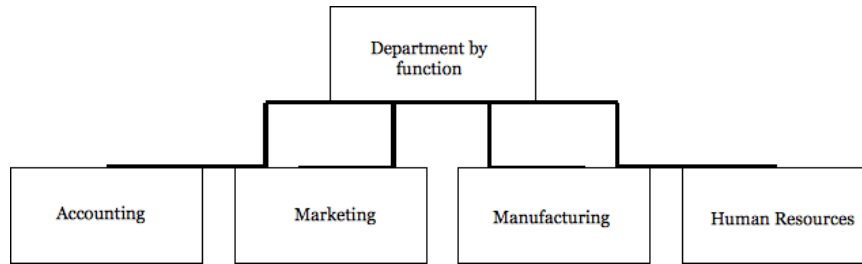 Department by
function
Accounting
Marketing
Manufacturing
Human Resources